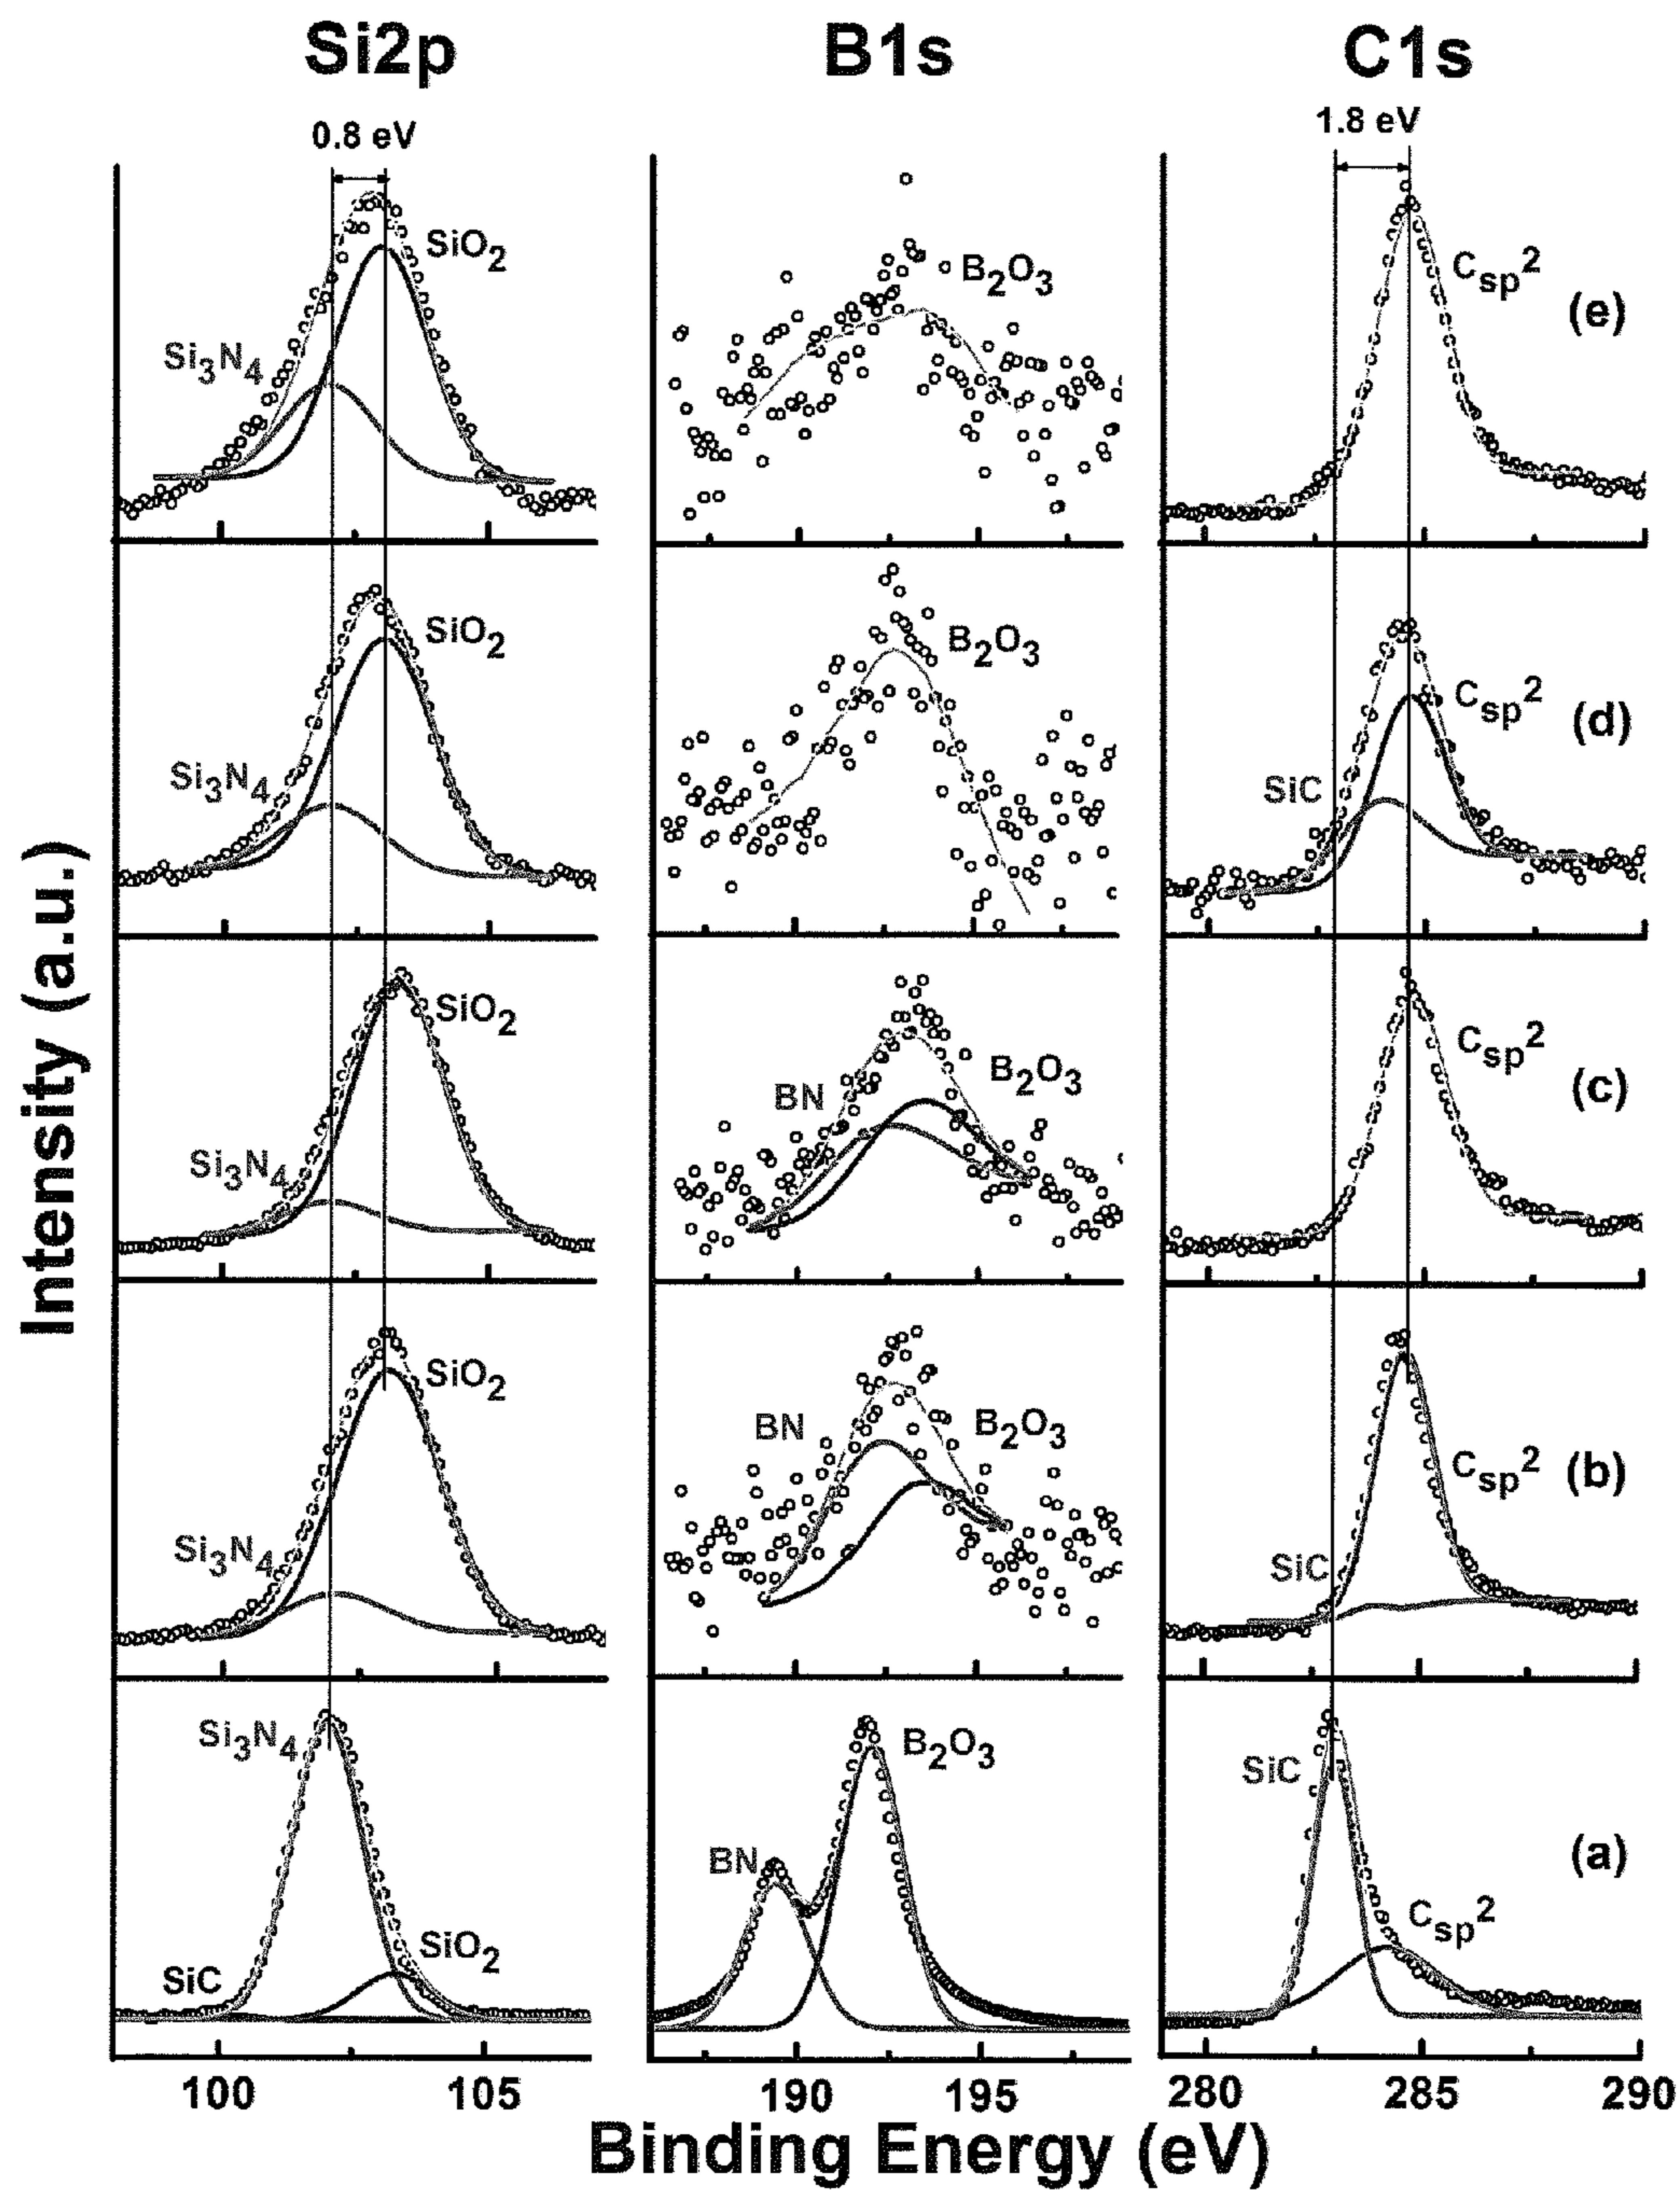 Si2p B1s C1s
0.8 eV 1.8 eV
SiO2 B2O3 Csp2 (e)
Si3N4
SiO2 B2O3 Csp2 (d)
Si3N4 SiC
SiO2 B2O3 Csp2 (c)
Si3N4 BN
SiO2 BN B2O3 Csp2 (b)
Si3N4 SiC
Si3N4 B2O3 SiC (a)
BN
SiC SiO2 Csp2
Intensity (a.u.)
100 105 190 195 280 285 290
Binding Energy (eV)